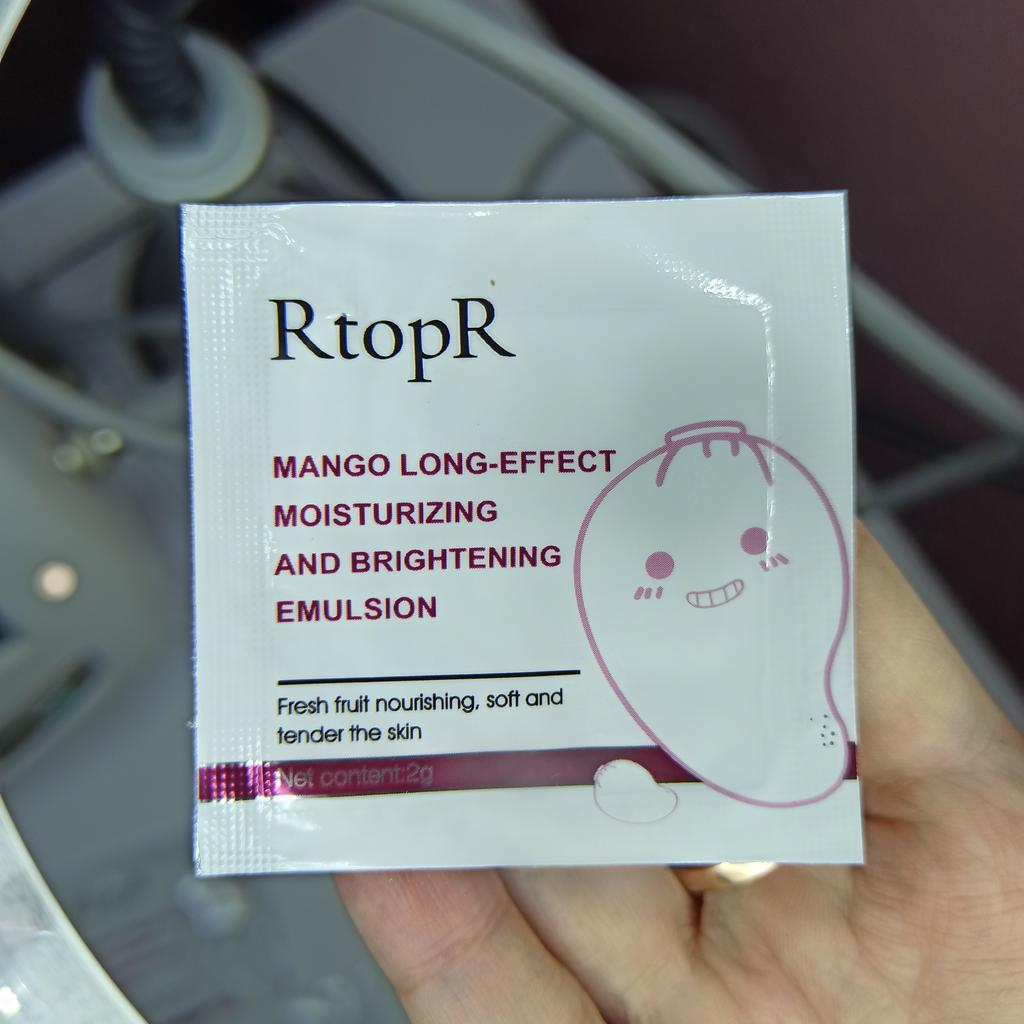 RtopR
MANGO LONG-EFFECT
MOISTURIZING
AND BRIGHTENING
EMULSION
Fresh fruit nourishing, soft and
tender the skin
Net content:2g